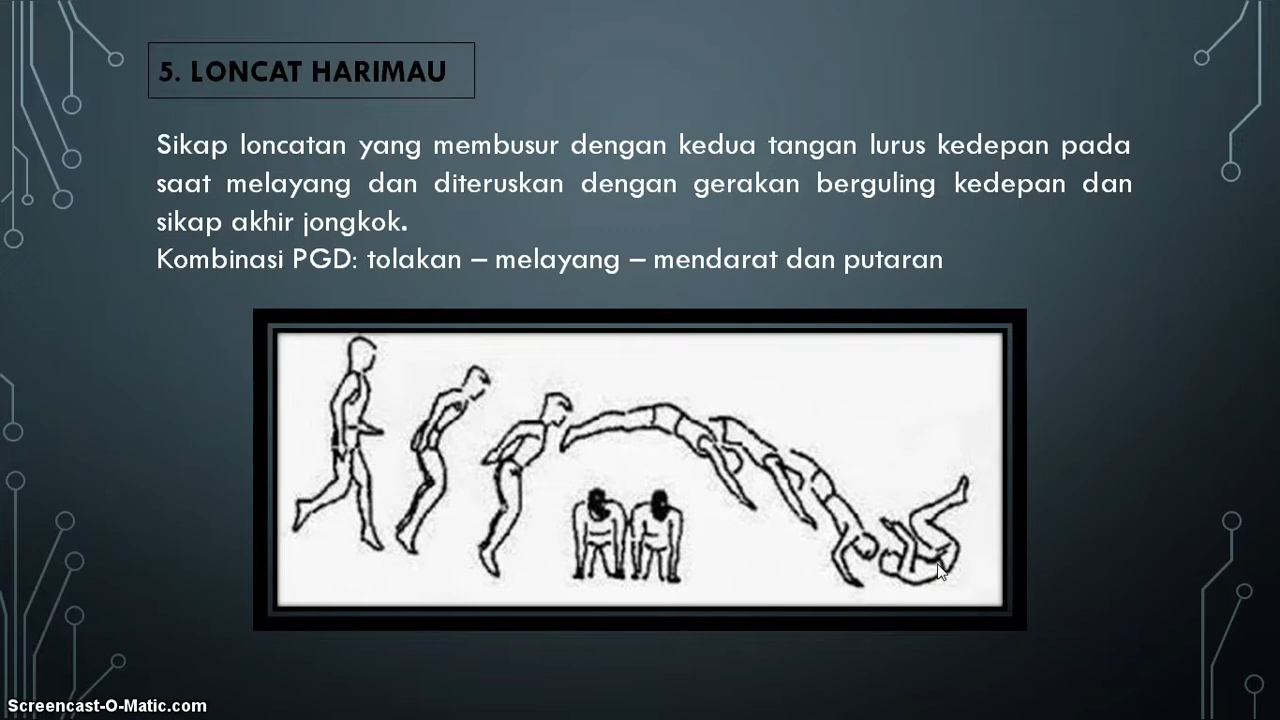 5. LONCAT HARIMAU
Sikap loncatan yang membusur dengan kedua tangan lurus kedepan pada
saat melayang dan diteruskan dengan gerakan berguling kedepan dan
sikap akhir jongkok.
Kombinasi PGD: tolakan – melayang – mendarat dan putaran
Screencast-O-Matic.com